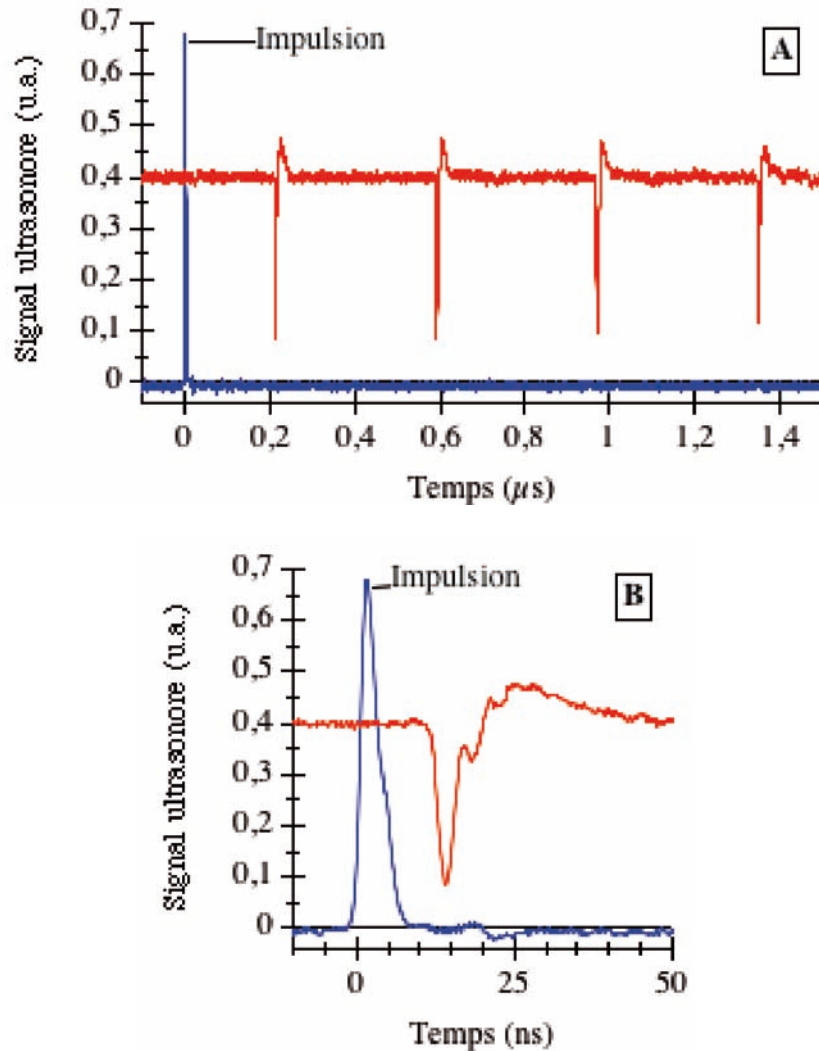 Signal ultrasonore (u.a.)
0,7
0,6
0,5
0,4
0,3
0,2
0,1
0
Impulsion
A
0 0,2 0,4 0,6 0,8 1 1,2 1,4
Temps (µs)
Signal ultrasonore (u.a.)
0,7
0,6
0,5
0,4
0,3
0,2
0,1
0
Impulsion
B
0 25 50
Temps (ns)